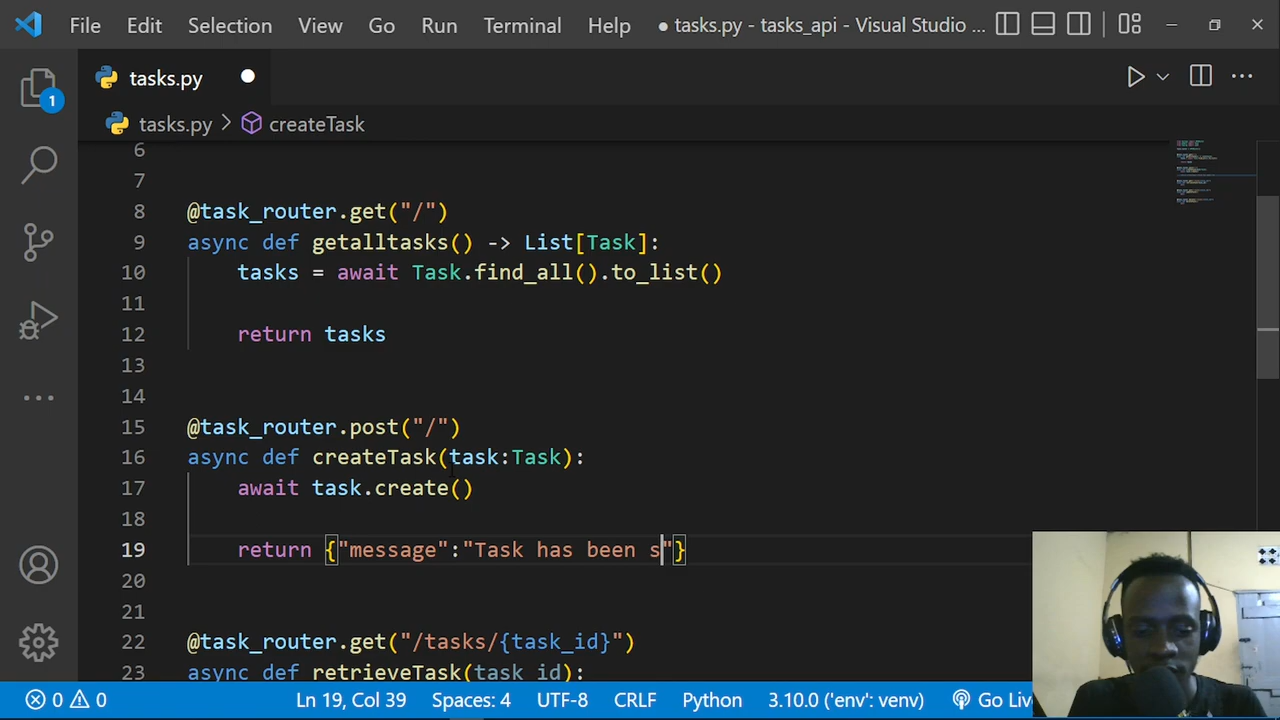 File Edit Selection View Go Run Terminal Help ● tasks.py - tasks_api - Visual Studio ...
tasks.py
tasks.py > createTask
1
6
7
8 @task_router.get("/")
9 async def getalltasks() -> List[Task]:
10 tasks = await Task.find_all().to_list()
11
12 return tasks
13
14
15 @task_router.post("/")
16 async def createTask(task:Task):
17 await task.create()
18
19 return {"message":"Task has been s"}
20
21
22 @task_router.get("/tasks/{task_id}")
23 async def retrieveTask(task_id):
0 0 Ln 19, Col 39 Spaces: 4 UTF-8 CRLF Python 3.10.0 ('env': venv) Go Liv